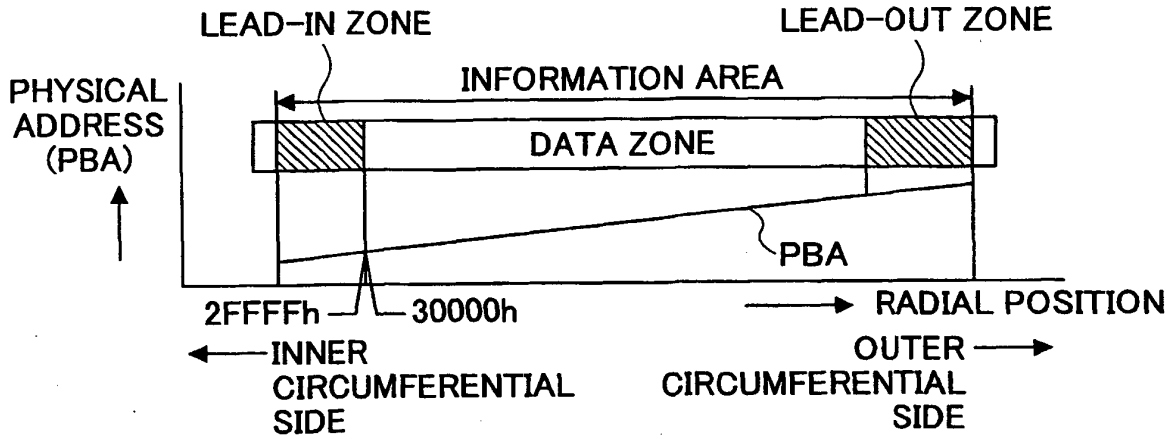 LEAD-IN ZONE
LEAD-OUT ZONE
PHYSICAL
ADDRESS
(PBA)
INFORMATION AREA
DATA ZONE
PBA
2FFFFh
30000h
RADIAL POSITION
INNER
CIRCUMFERENTIAL
SIDE
OUTER
CIRCUMFERENTIAL
SIDE